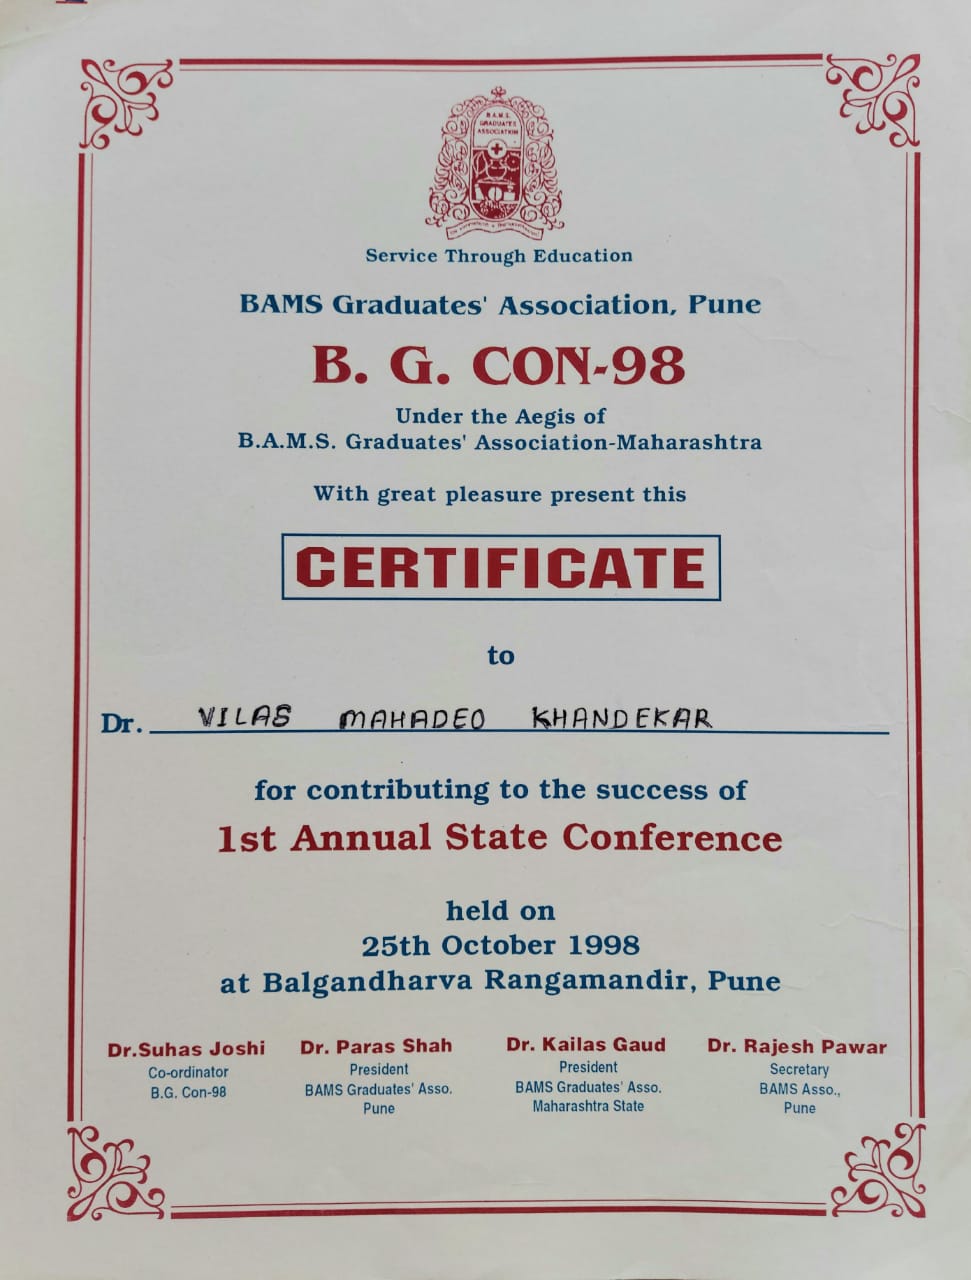 B.A.M.S.
GRADUATES
ASSOCIATION
Service Through Education
BAMS Graduates' Association, Pune
B. G. CON-98
Under the Aegis of
B.A.M.S. Graduates' Association-Maharashtra
With great pleasure present this
CERTIFICATE
to
Dr. VILAS MAHADEO KHANDEKAR
for contributing to the success of
1st Annual State Conference
held on
25th October 1998
at Balgandharva Rangamandir, Pune
Dr.Suhas Joshi Dr. Paras Shah Dr. Kailas Gaud Dr. Rajesh Pawar
Co-ordinator President President Secretary
B.G. Con-98 BAMS Graduates' Asso. BAMS Graduates' Asso. BAMS Asso.,
Pune Maharashtra State Pune